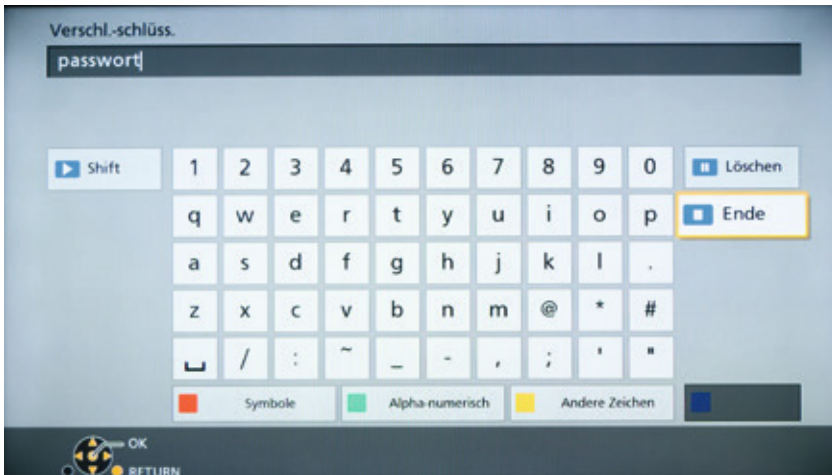 Verschl.-schlüss.
passwort
Shift 1 2 3 4 5 6 7 8 9 0 Löschen
q w e r t y u i o p Ende
a s d f g h j k l .
z x c v b n m @ * #
␣ / : ~ _ - , ; ' "
Symbole Alpha-numerisch Andere Zeichen
OK
RETURN